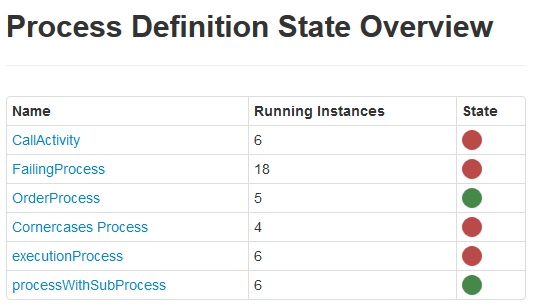 Process Definition State Overview
Name Running Instances State
CallActivity 6
FailingProcess 18
OrderProcess 5
Cornercases Process 4
executionProcess 6
processWithSubProcess 6